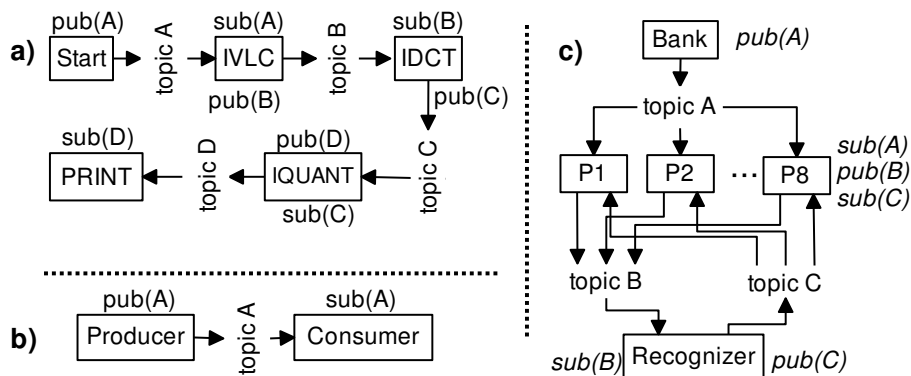 a)
pub(A)
Start
topic A
sub(A)
IVLC
pub(B)
topic B
sub(B)
IDCT
pub(C)
topic C
pub(D)
IQUANT
sub(C)
topic D
sub(D)
PRINT
b)
pub(A)
Producer
topic A
sub(A)
Consumer
c)
Bank
pub(A)
topic A
P1
P2
...
P8
sub(A)
pub(B)
sub(C)
topic B
topic C
sub(B)
Recognizer
pub(C)